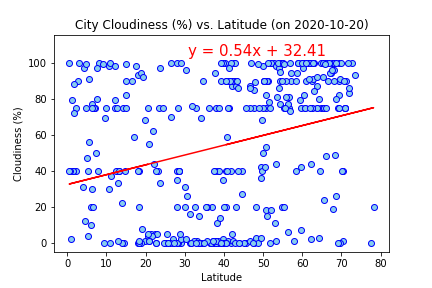 City Cloudiness (%) vs. Latitude (on 2020-10-20)
y = 0.54x + 32.41
Cloudiness (%)
100
80
60
40
20
0
0 10 20 30 40 50 60 70 80
Latitude